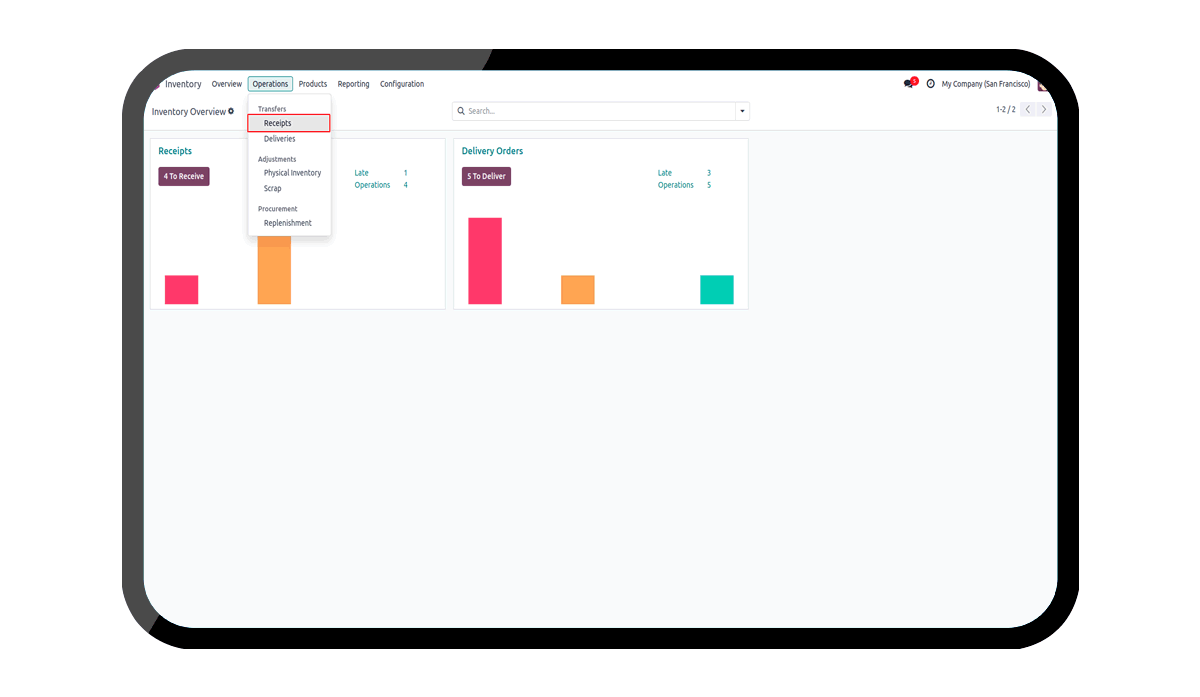 Inventory Overview Operations Products Reporting Configuration 5 My Company (San Francisco)
Inventory Overview Search... 1-2 / 2
Transfers
Receipts
Deliveries
Adjustments
Physical Inventory
Scrap
Procurement
Replenishment
Receipts
4 To Receive
Late 1
Operations 4
Delivery Orders
5 To Deliver
Late 3
Operations 5